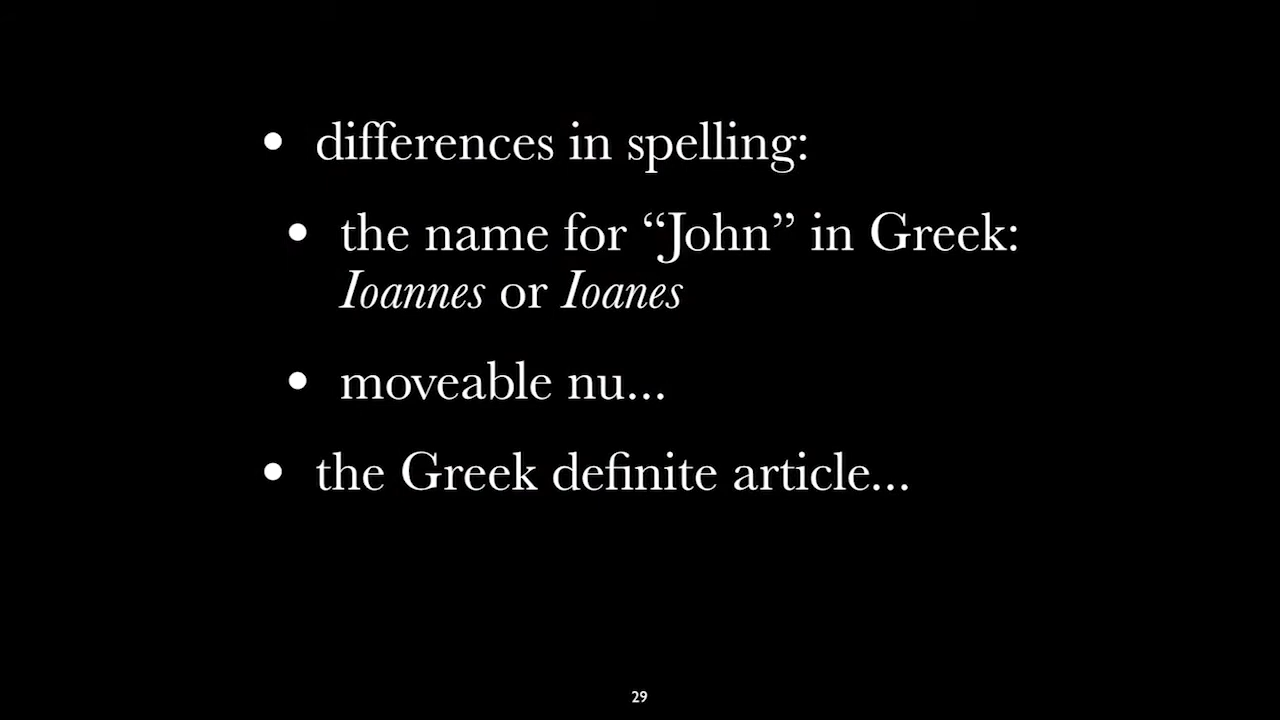 • differences in spelling:
• the name for “John” in Greek:
Ioannes or Ioanes
• moveable nu...
• the Greek definite article...
29